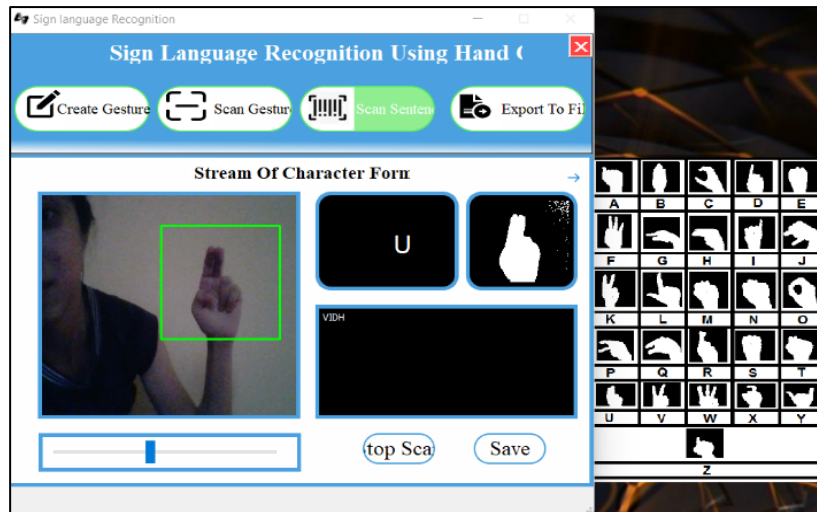 Sign language Recognition
Sign Language Recognition Using Hand (
Create Gesture Scan Gestur Scan Senten Export To Fil
Stream Of Character Form
U
VIDH
top Sca Save
A B C D E
F G H I J
K L M N O
P Q R S T
U V W X Y
Z